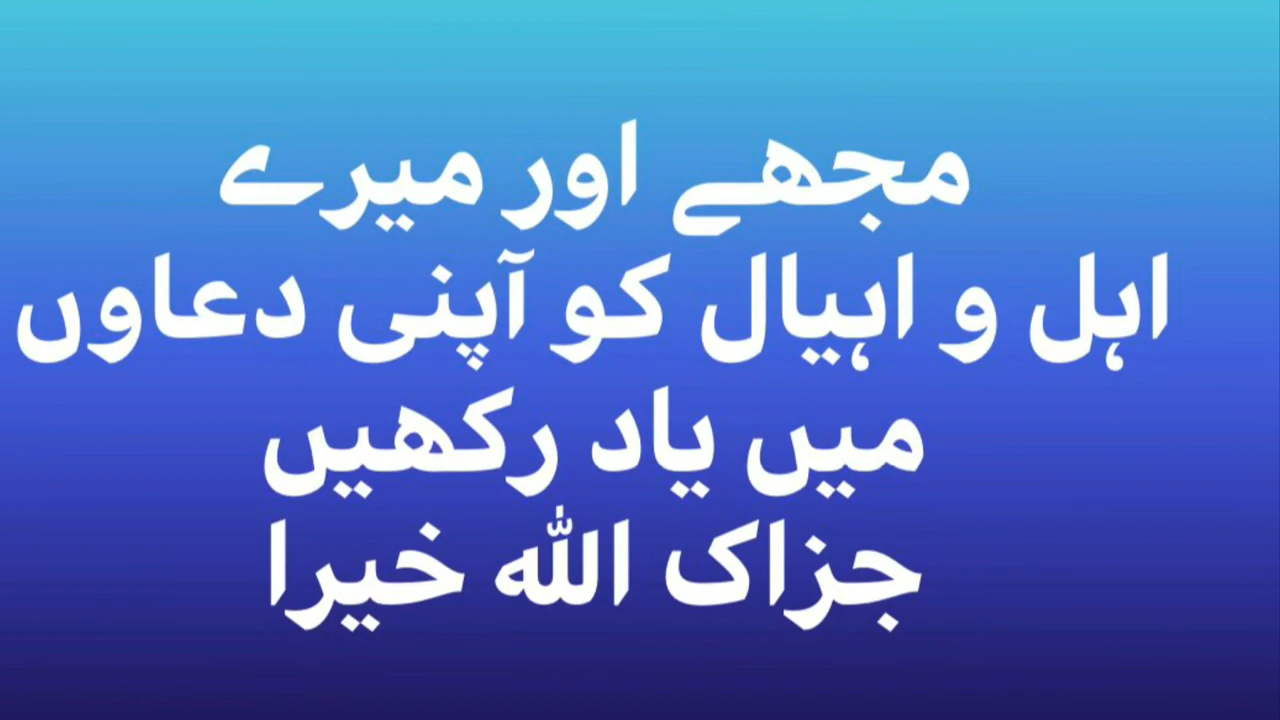 مجھے اور میرے
اہل و اہیال کو آپنی دعاوں
میں یاد رکھیں
جزاک اللہ خیرا